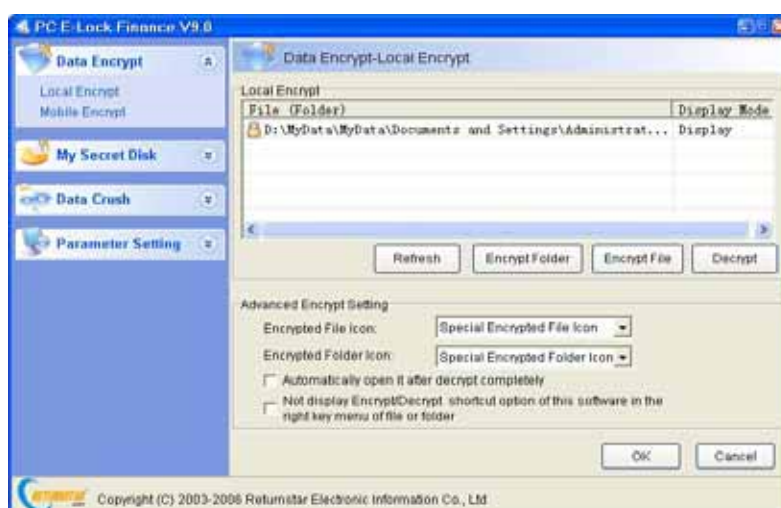 PC E-Lock Finance V9.0
Data Encrypt
Local Encrypt
Mobile Encrypt
My Secret Disk
Data Crush
Parameter Setting
Data Encrypt-Local Encrypt
Local Encrypt
File (Folder) Display Mode
D:\MyData\MyData\Documents and Settings\Administrat... Display
Refresh Encrypt Folder Encrypt File Decrypt
Advanced Encrypt Setting
Encrypted File Icon: Special Encrypted File Icon
Encrypted Folder Icon: Special Encrypted Folder Icon
Automatically open it after decrypt completely
Not display Encrypt/Decrypt shortcut option of this software in the
right key menu of file or folder
OK Cancel
Copyright (C) 2003-2006 Returnstar Electronic Information Co., Ltd